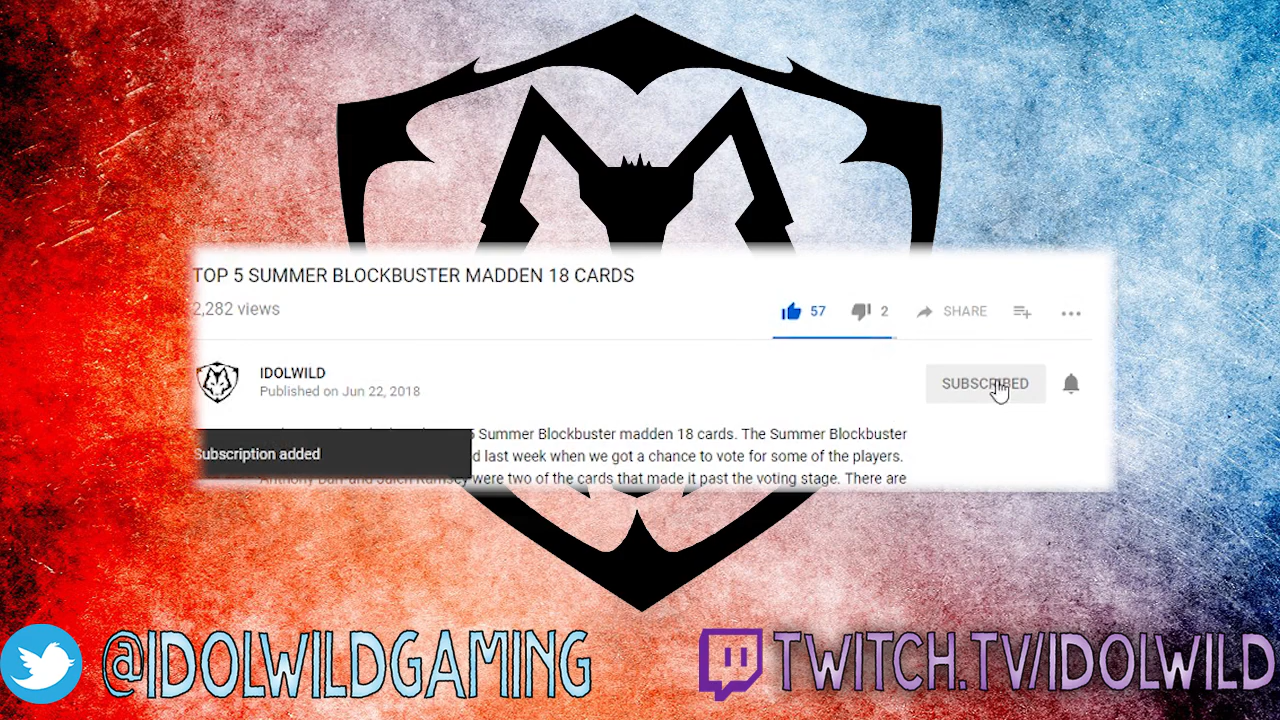 TOP 5 SUMMER BLOCKBUSTER MADDEN 18 CARDS
2,282 views
57
2
SHARE
IDOLWILD
Published on Jun 22, 2018
SUBSCRIBED
Summer Blockbuster madden 18 cards. The Summer Blockbuster
last week when we got a chance to vote for some of the players.
Subscription added
were two of the cards that made it past the voting stage. There are
@IDOLWILDGAMING
TWITCH.TV/IDOLWILD